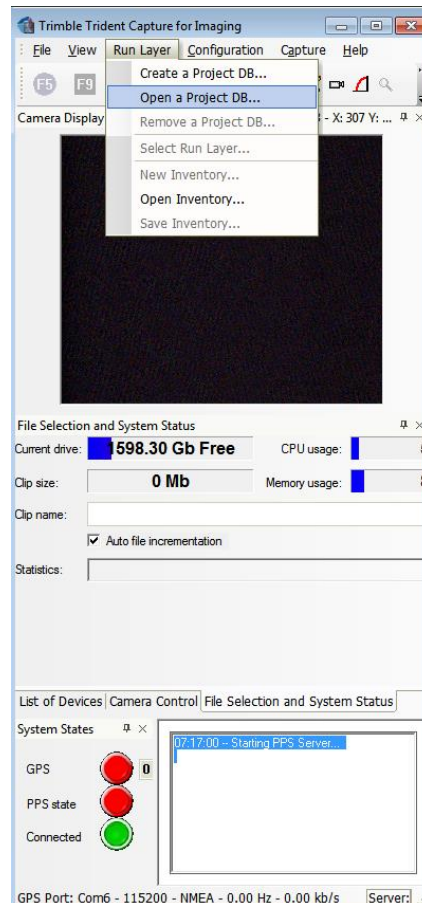 Trimble Trident Capture for Imaging
File View Run Layer Configuration Capture Help
F5 F9
Create a Project DB...
Open a Project DB...
Remove a Project DB...
Select Run Layer...
New Inventory...
Open Inventory...
Save Inventory...
Camera Display - X: 307 Y: ...
File Selection and System Status
Current drive: 1598.30 Gb Free CPU usage:
Clip size: 0 Mb Memory usage:
Clip name:
Auto file incrementation
Statistics:
List of Devices Camera Control File Selection and System Status
System States
07:17:00 -- Starting PPS Server...
GPS 0
PPS state
Connected
GPS Port: Com6 - 115200 - NMEA - 0.00 Hz - 0.00 kb/s Server: